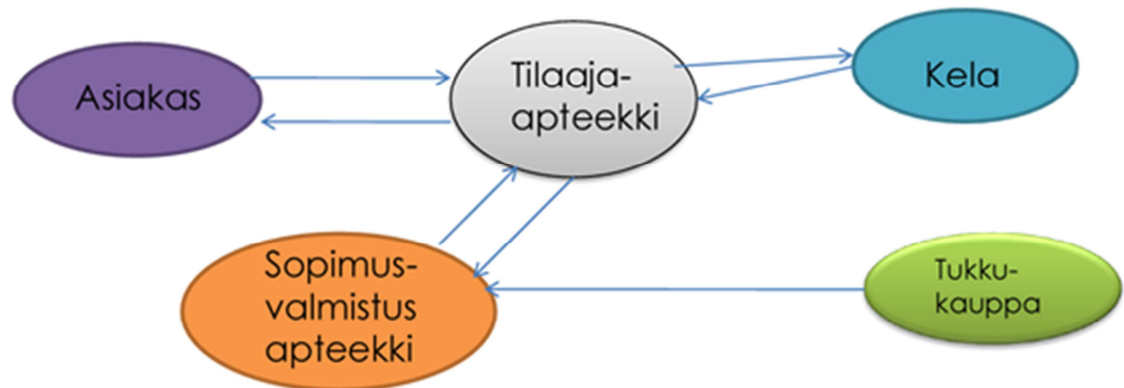 Asiakas
Tilaaja-
apteekki
Kela
Sopimus-
valmistus
apteekki
Tukku-
kauppa